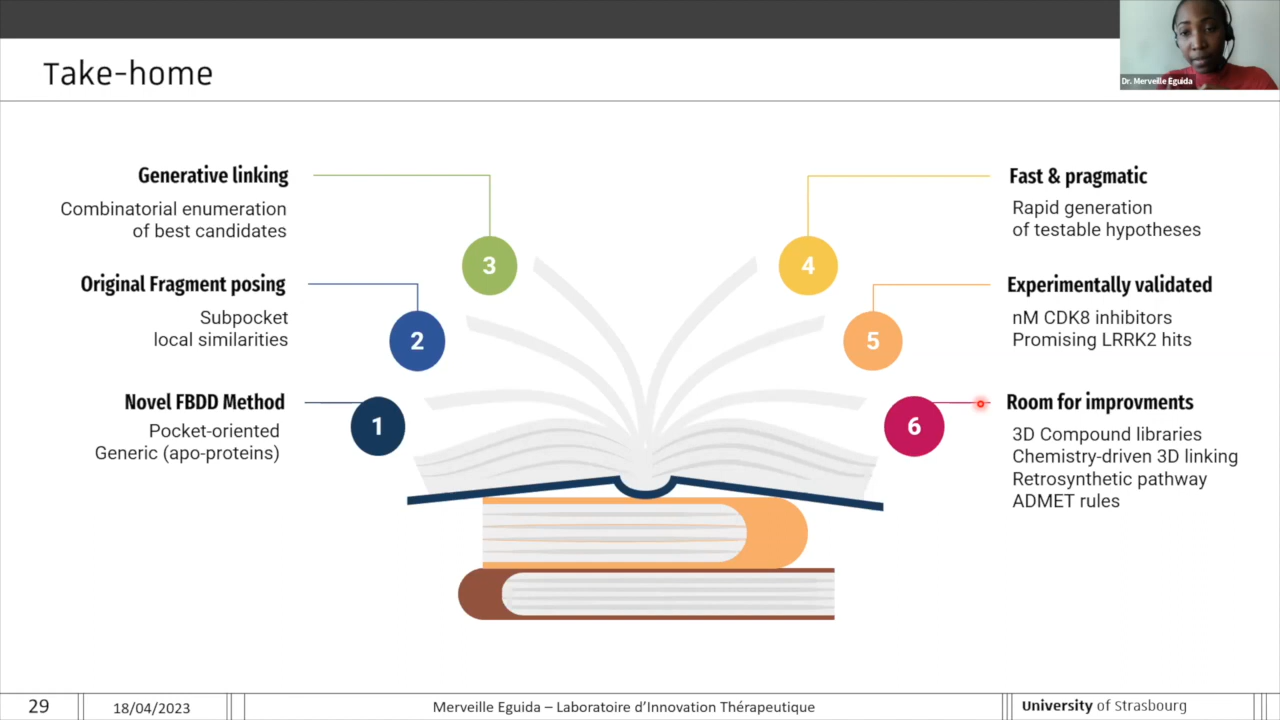 Take-home
Dr. Merveille Eguida
Generative linking
Combinatorial enumeration
of best candidates
3
Original Fragment posing
Subpocket
local similarities
2
Novel FBDD Method
Pocket-oriented
Generic (apo-proteins)
1
Fast & pragmatic
Rapid generation
of testable hypotheses
4
Experimentally validated
nM CDK8 inhibitors
Promising LRRK2 hits
5
Room for improvments
3D Compound libraries
Chemistry-driven 3D linking
Retrosynthetic pathway
ADMET rules
6
29
18/04/2023
Merveille Eguida – Laboratoire d'Innovation Thérapeutique
University of Strasbourg